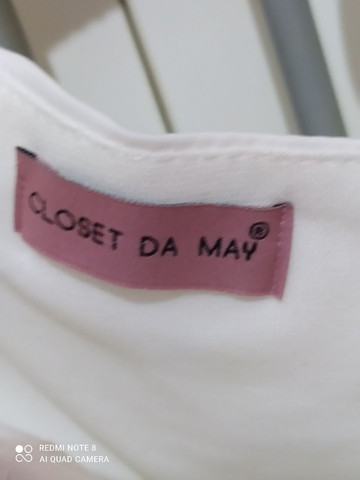 CLOSET DA MAY®
REDMI NOTE 8
AI QUAD CAMERA